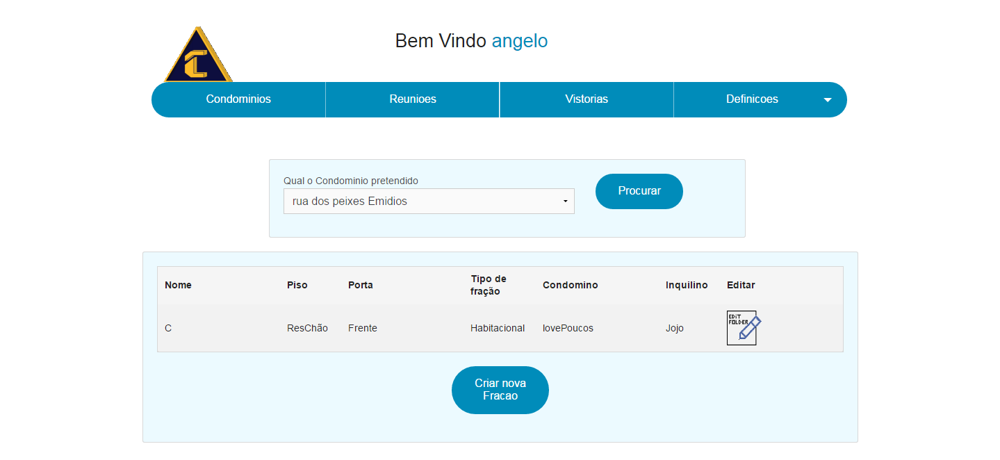 Bem Vindo angelo
Condominios Reunioes Vistorias Definicoes
Qual o Condominio pretendido
rua dos peixes Emidios
Procurar
Nome Piso Porta Tipo de fração Condomino Inquilino Editar
C ResChão Frente Habitacional lovePoucos Jojo
EDIT
FOLDER
Criar nova
Fracao